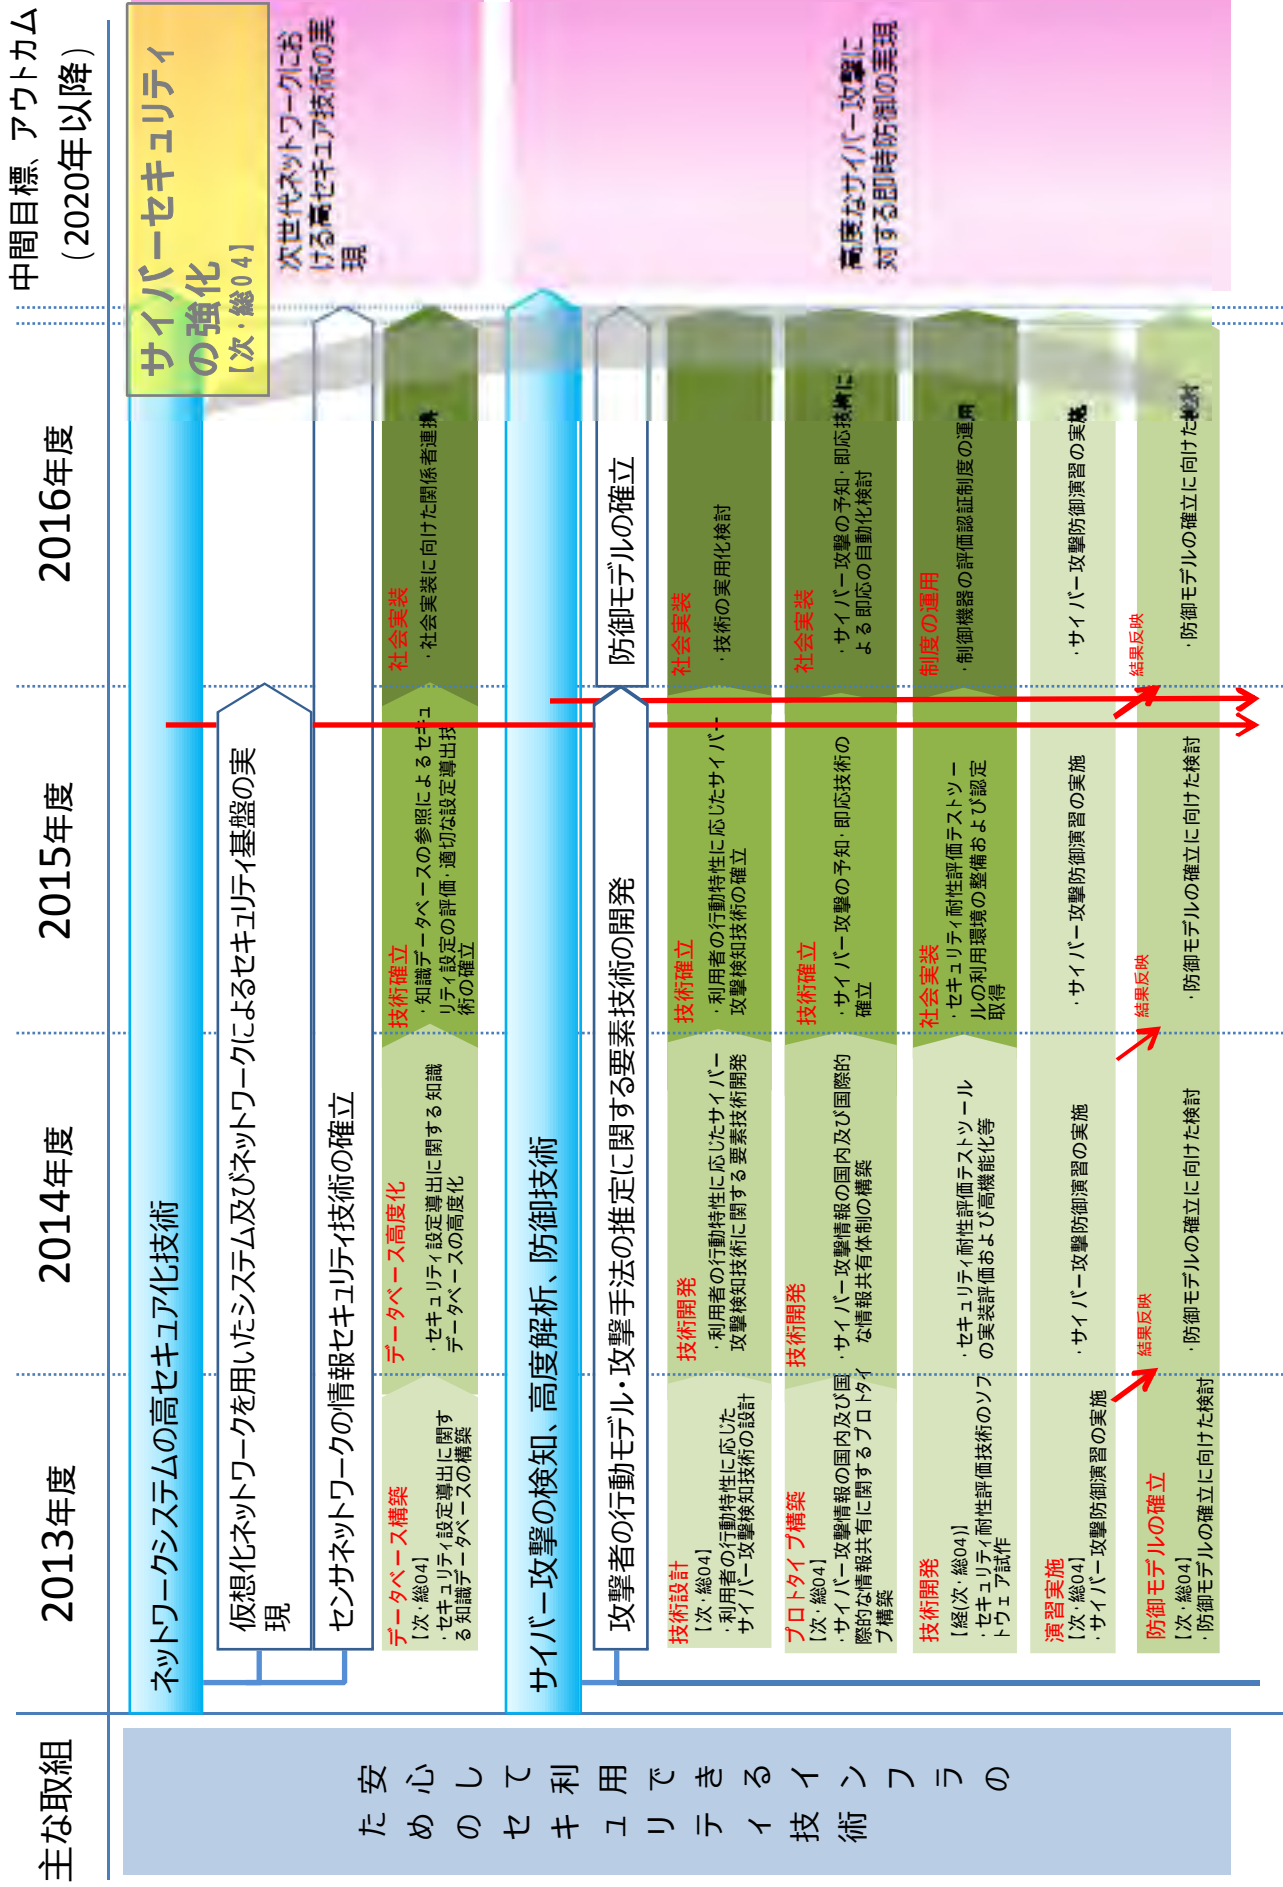 主な取組
2013年度
2014年度
2015年度
2016年度
中間目標、アウトカム
(2020年以降)
安心して利用できるインフラの
ためのセキュリティ技術
ネットワークシステムの高セキュア化技術
サイバーセキュリティ
の強化
【次・総04】
仮想化ネットワークを用いたシステム及びネットワークによるセキュリティ基盤の実
現
センサネットワークの情報セキュリティ技術の確立
次世代ネットワークにお
ける高セキュア技術の実
現
データベース構築
【次・総04】
・セキュリティ設定導出に関す
る知識データベースの構築
データベース高度化
・セキュリティ設定導出に関する知識
データベースの高度化
技術確立
・知識データベースの参照によるセキュ
リティ設定の評価・適切な設定導出技
術の確立
社会実装
・社会実装に向けた関係者連携
サイバー攻撃の検知、高度解析、防御技術
攻撃者の行動モデル・攻撃手法の推定に関する要素技術の開発
防御モデルの確立
高度なサイバー攻撃に
対する即時防御の実現
技術設計
【次・総04】
・利用者の行動特性に応じた
サイバー攻撃検知技術の設計
技術開発
・利用者の行動特性に応じたサイバー
攻撃検知技術に関する要素技術開発
技術確立
・利用者の行動特性に応じたサイバー
攻撃検知技術の確立
社会実装
・技術の実用化検討
プロトタイプ構築
【次・総04】
・サイバー攻撃情報の国内及び国
際的な情報共有に関するプロトタイ
プ構築
技術開発
・サイバー攻撃情報の国内及び国際的
な情報共有体制の構築
技術確立
・サイバー攻撃の予知・即応技術の
確立
社会実装
・サイバー攻撃の予知・即応技術に
よる即応の自動化検討
技術開発
【経(次・総04)】
・セキュリティ耐性評価技術のソフ
トウェア試作
・セキュリティ耐性評価テストツール
の実装評価および高機能化等
社会実装
・セキュリティ耐性評価テストツー
ルの利用環境の整備および認定
取得
制度の運用
・制御機器の評価認証制度の運用
演習実施
【次・総04】
・サイバー攻撃防御演習の実施
・サイバー攻撃防御演習の実施
・サイバー攻撃防御演習の実施
・サイバー攻撃防御演習の実施
結果反映
結果反映
結果反映
防御モデルの確立
【次・総04】
・防御モデルの確立に向けた検討
・防御モデルの確立に向けた検討
・防御モデルの確立に向けた検討
・防御モデルの確立に向けた検討